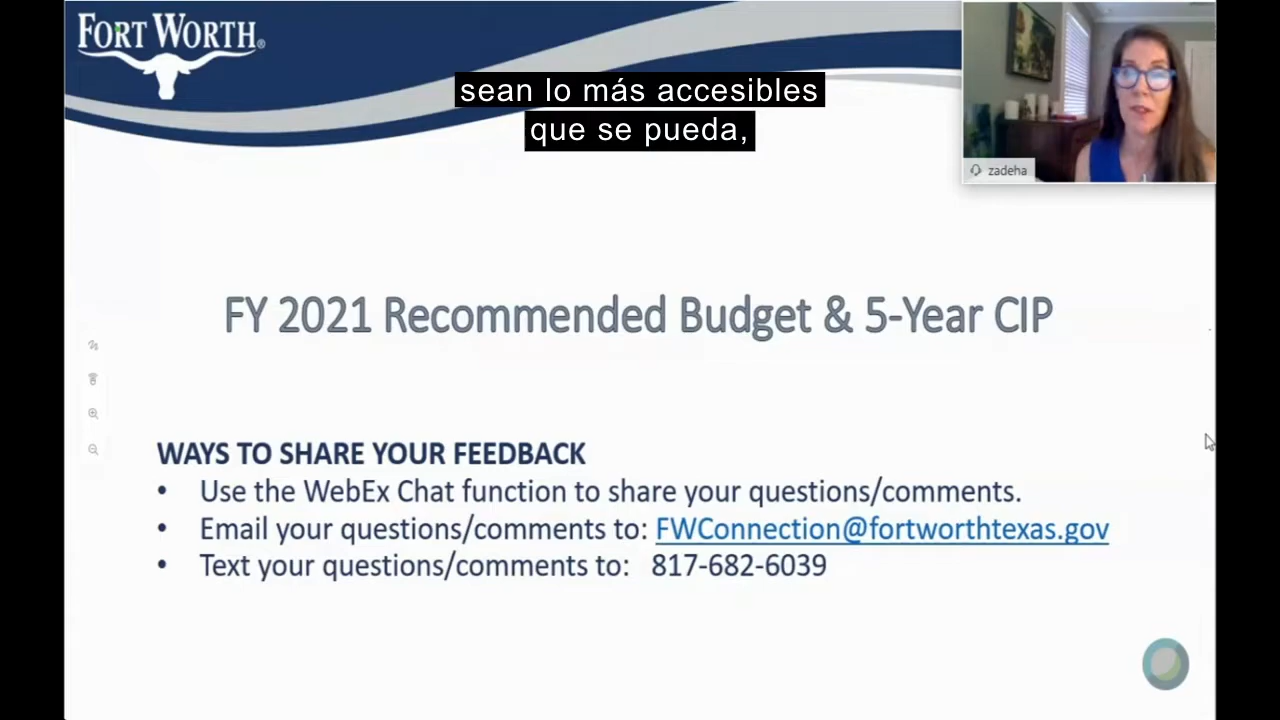 FORT WORTH®
sean lo más accesibles
que se pueda,
zadeha
FY 2021 Recommended Budget & 5-Year CIP
WAYS TO SHARE YOUR FEEDBACK
• Use the WebEx Chat function to share your questions/comments.
• Email your questions/comments to: FWConnection@fortworthtexas.gov
• Text your questions/comments to: 817-682-6039